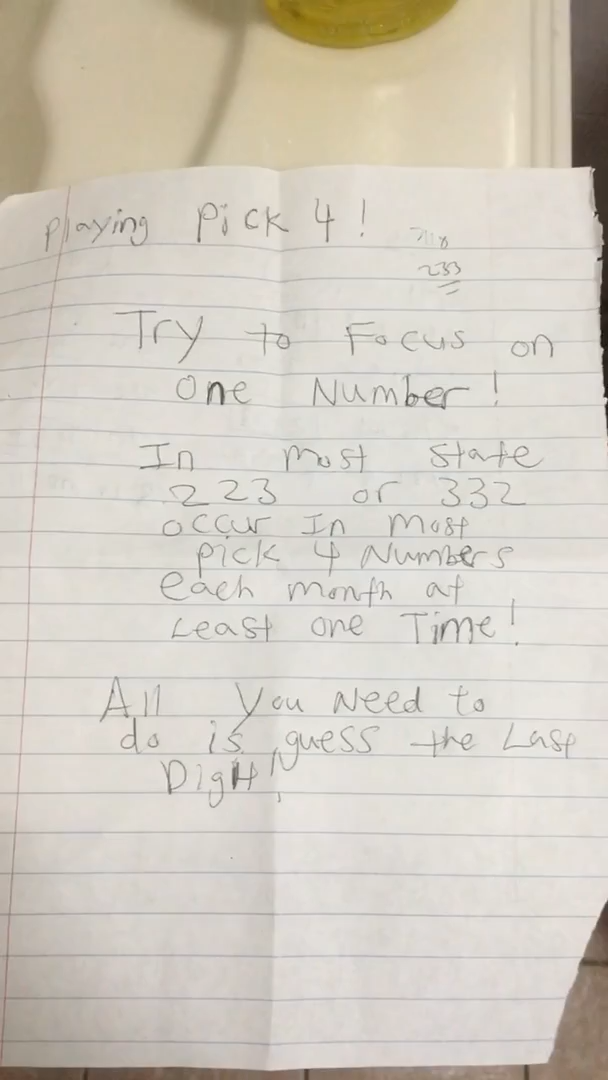 Playing Pick 4!
233
Try to Focus on
one Number!
In most State
223 or 332
occur In most
pick 4 Numbers
each month at
Least one Time!
All you Need to
do is guess the Last
Digit!